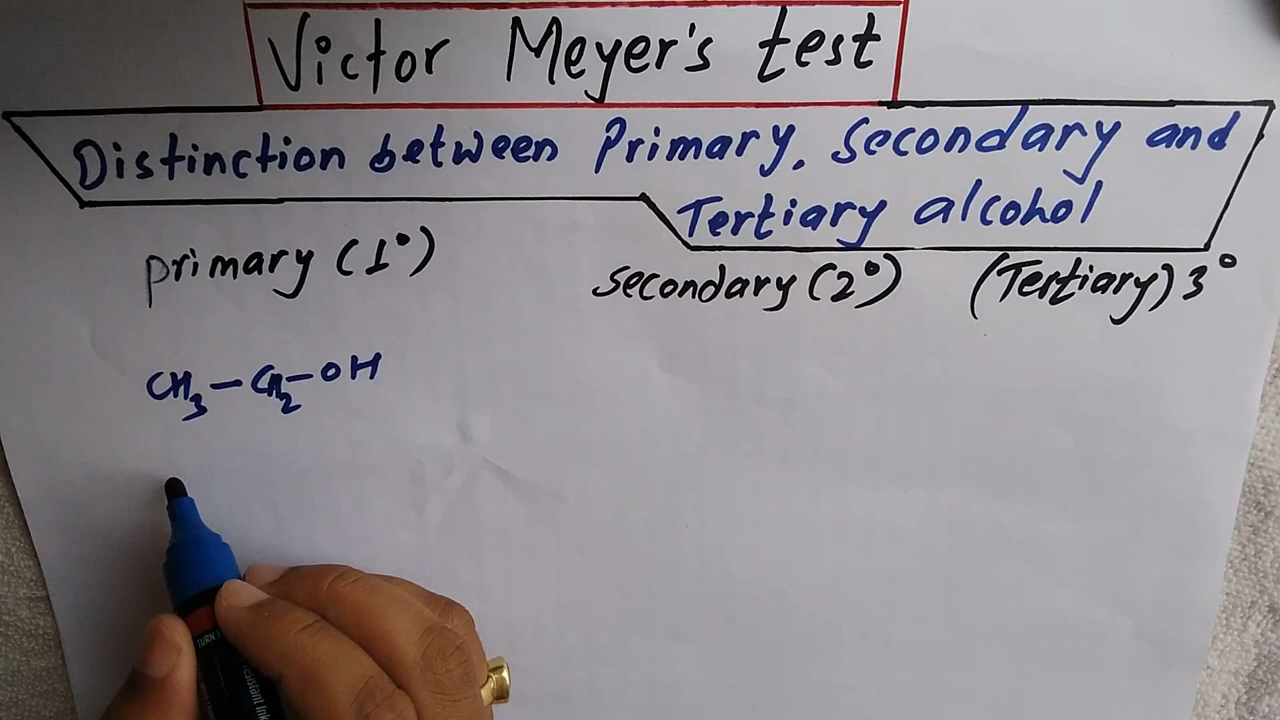 Victor Meyer's test
Distinction between Primary, Secondary and
Tertiary alcohol
primary (1°)
secondary (2°)
(Tertiary) 3°
CH₃ – CH₂ – OH
TURN